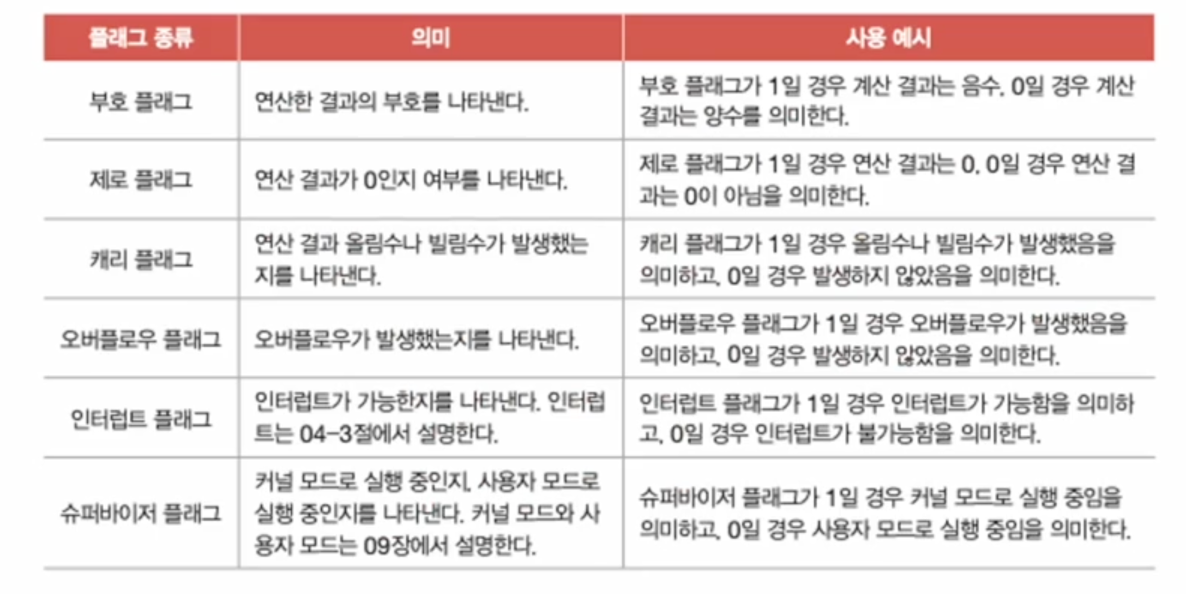 플래그 종류
의미
사용 예시
부호 플래그
연산한 결과의 부호를 나타낸다.
부호 플래그가 1일 경우 계산 결과는 음수, 0일 경우 계산
결과는 양수를 의미한다.
제로 플래그
연산 결과가 0인지 여부를 나타낸다.
제로 플래그가 1일 경우 연산 결과는 0, 0일 경우 연산 결
과는 0이 아님을 의미한다.
캐리 플래그
연산 결과 올림수나 빌림수가 발생했는
지를 나타낸다.
캐리 플래그가 1일 경우 올림수나 빌림수가 발생했음을
의미하고, 0일 경우 발생하지 않았음을 의미한다.
오버플로우 플래그
오버플로우가 발생했는지를 나타낸다.
오버플로우 플래그가 1일 경우 오버플로우가 발생했음을
의미하고, 0일 경우 발생하지 않았음을 의미한다.
인터럽트 플래그
인터럽트가 가능한지를 나타낸다. 인터럽
트는 04-3절에서 설명한다.
인터럽트 플래그가 1일 경우 인터럽트가 가능함을 의미하
고, 0일 경우 인터럽트가 불가능함을 의미한다.
슈퍼바이저 플래그
커널 모드로 실행 중인지, 사용자 모드로
실행 중인지를 나타낸다. 커널 모드와 사
용자 모드는 09장에서 설명한다.
슈퍼바이저 플래그가 1일 경우 커널 모드로 실행 중임을
의미하고, 0일 경우 사용자 모드로 실행 중임을 의미한다.